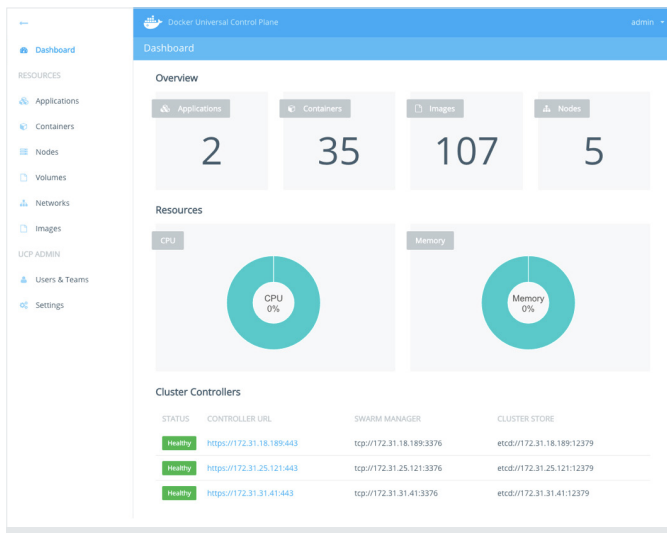 Docker Universal Control Plane
admin
Dashboard
Dashboard
RESOURCES
Applications
Containers
Nodes
Volumes
Networks
Images
UCP ADMIN
Users & Teams
Settings
Overview
Applications
2
Containers
35
Images
107
Nodes
5
Resources
CPU
CPU
0%
Memory
Memory
0%
Cluster Controllers
STATUS CONTROLLER URL SWARM MANAGER CLUSTER STORE
Healthy https://172.31.18.189:443 tcp://172.31.18.189:3376 etcd://172.31.18.189:12379
Healthy https://172.31.25.121:443 tcp://172.31.25.121:3376 etcd://172.31.25.121:12379
Healthy https://172.31.31.41:443 tcp://172.31.31.41:3376 etcd://172.31.31.41:12379